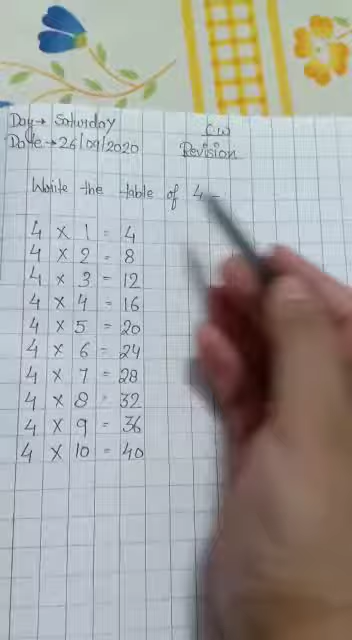 Day→ Saturday
C.W
Date →26/09/2020
Revision
Write the table of 4-
4 × 1 = 4
4 × 2 = 8
4 × 3 = 12
4 × 4 = 16
4 × 5 = 20
4 × 6 = 24
4 × 7 = 28
4 × 8 = 32
4 × 9 = 36
4 × 10 = 40